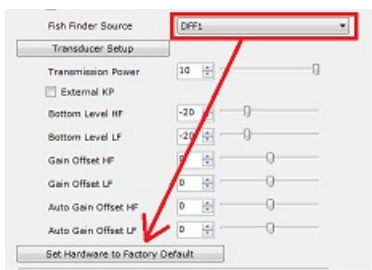 Fish Finder Source DFF1
Transducer Setup
Transmission Power 10
External KP
Bottom Level HF -20
Bottom Level LF -20
Gain Offset HF 0
Gain Offset LF 0
Auto Gain Offset HF 0
Auto Gain Offset LF 0
Set Hardware to Factory Default